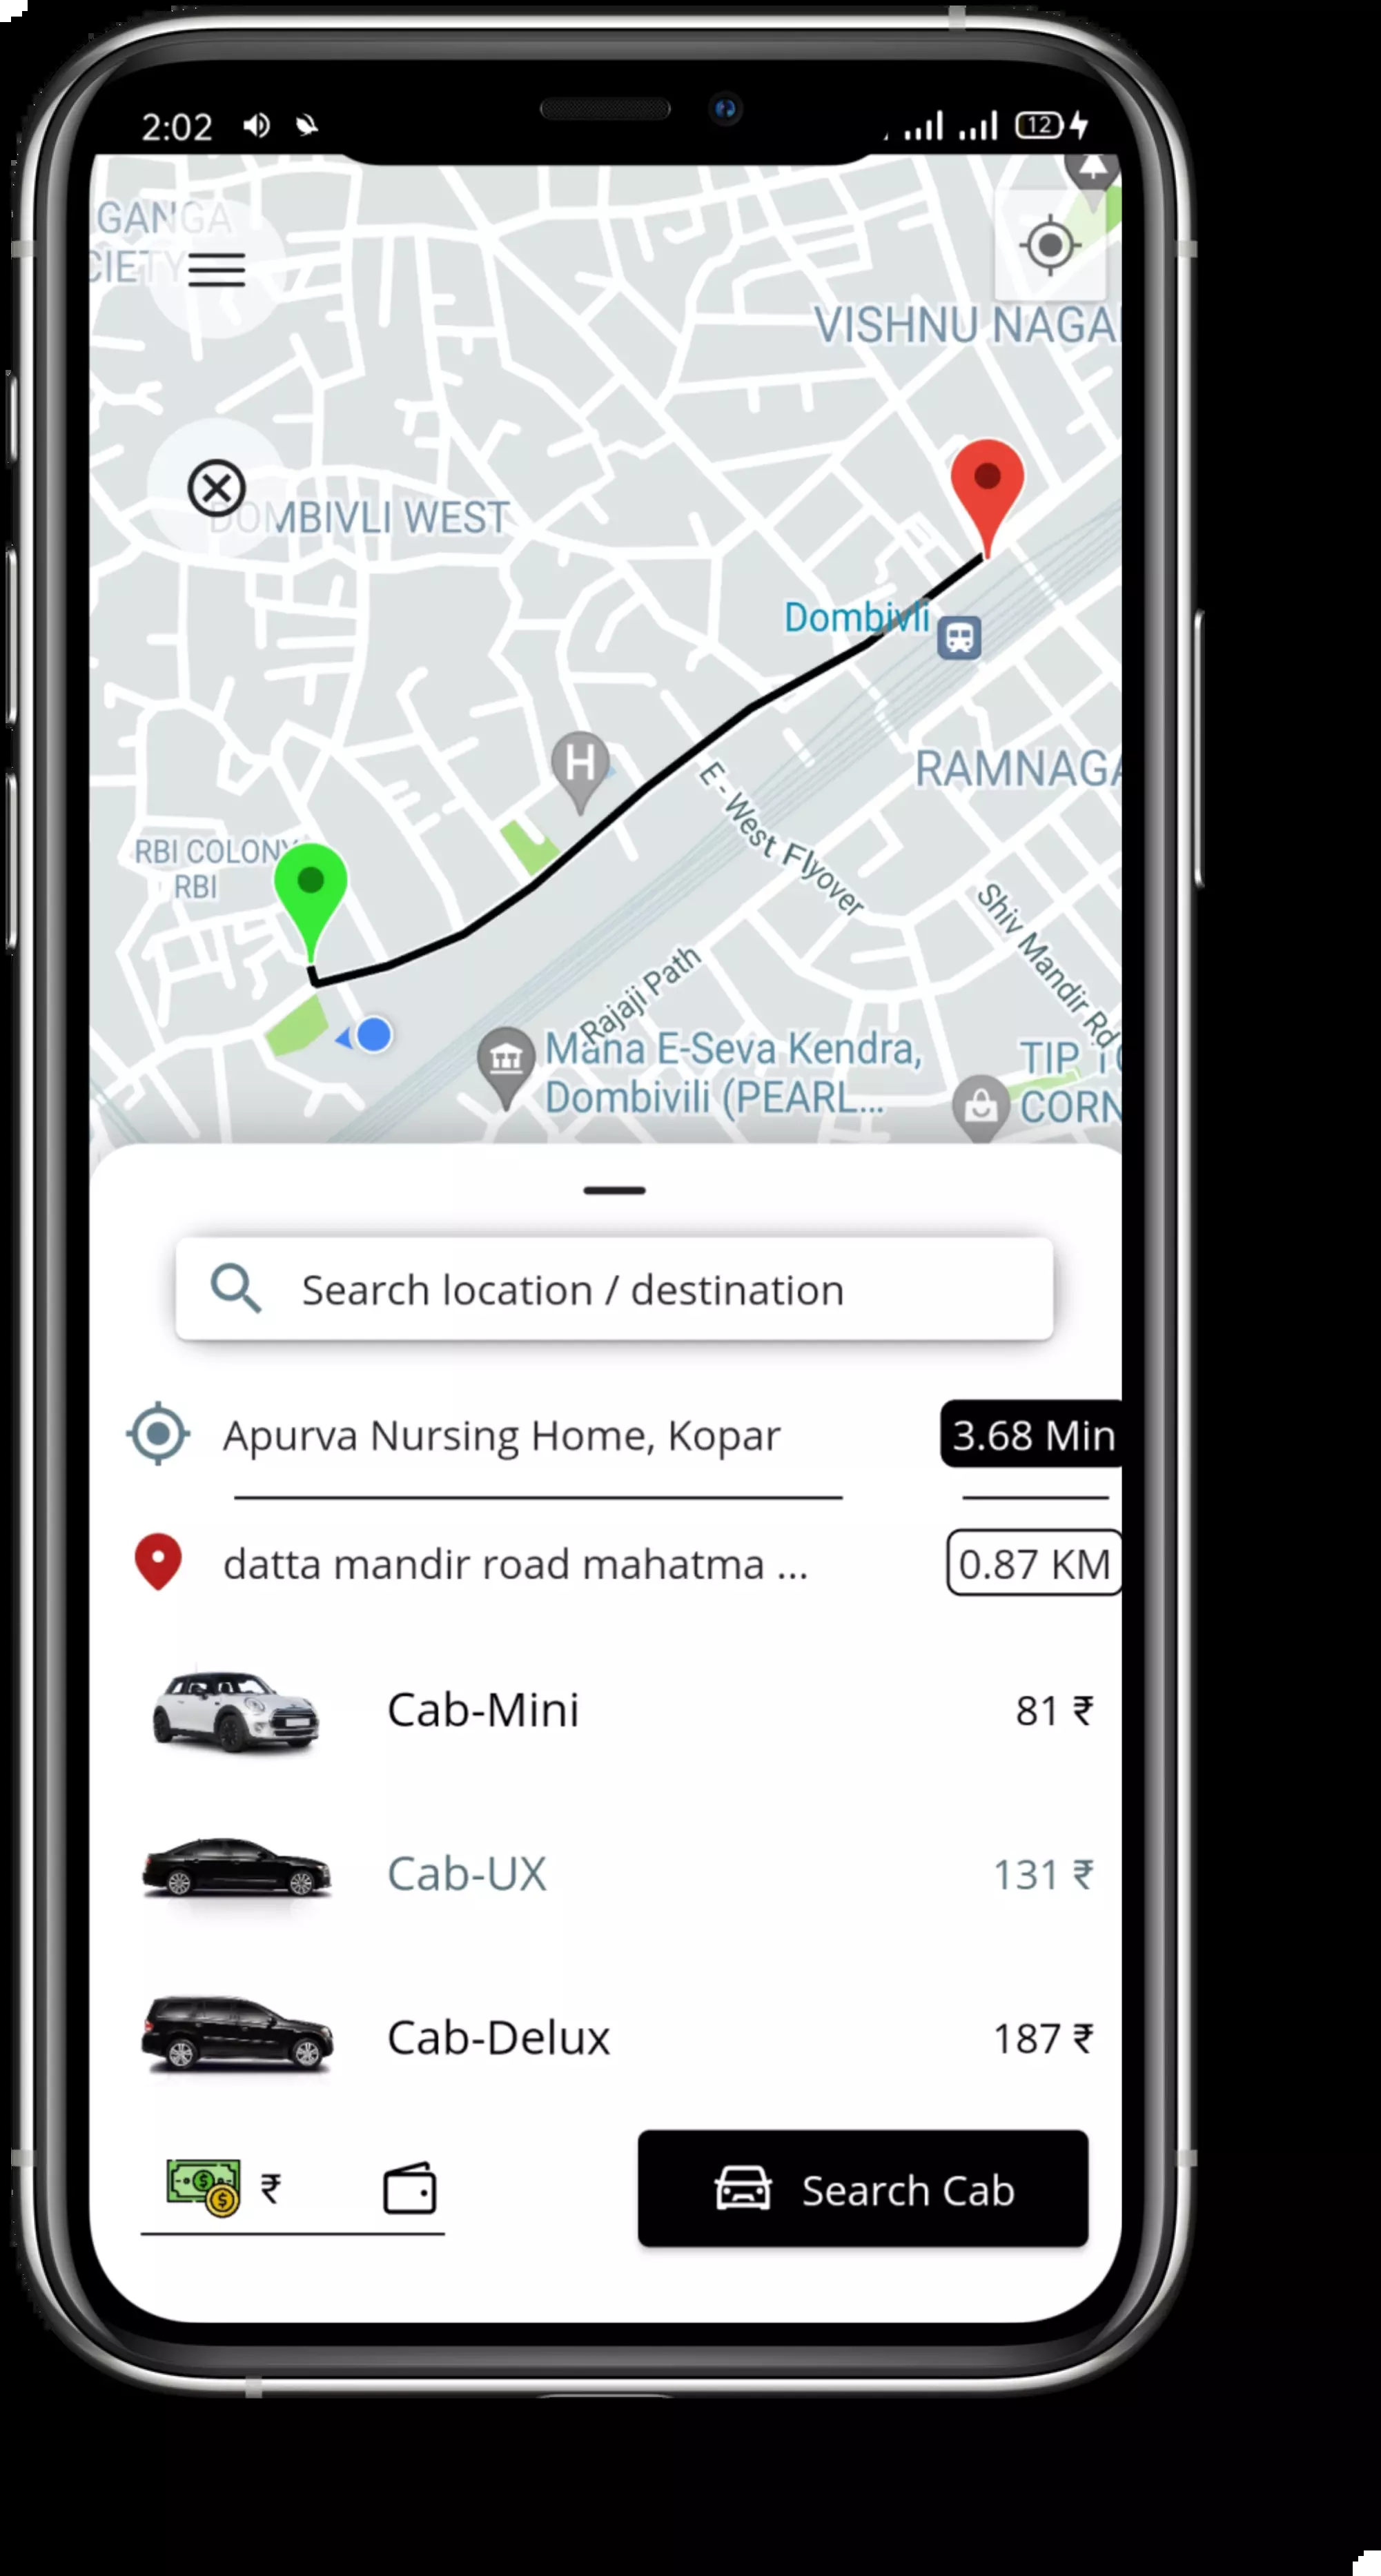 2:02
12
GANGA
CIETY
VISHNU NAGA
DOMBIVLI WEST
Dombivli
H
RAMNAGA
E - West Flyover
RBI COLONY
RBI
Shiv Mandir Rd
Rajaji Path
Mana E-Seva Kendra,
Dombivili (PEARL...
TIP TO
CORN
Search location / destination
Apurva Nursing Home, Kopar
3.68 Min
datta mandir road mahatma ...
0.87 KM
Cab-Mini
81 ₹
Cab-UX
131 ₹
Cab-Delux
187 ₹
₹
Search Cab